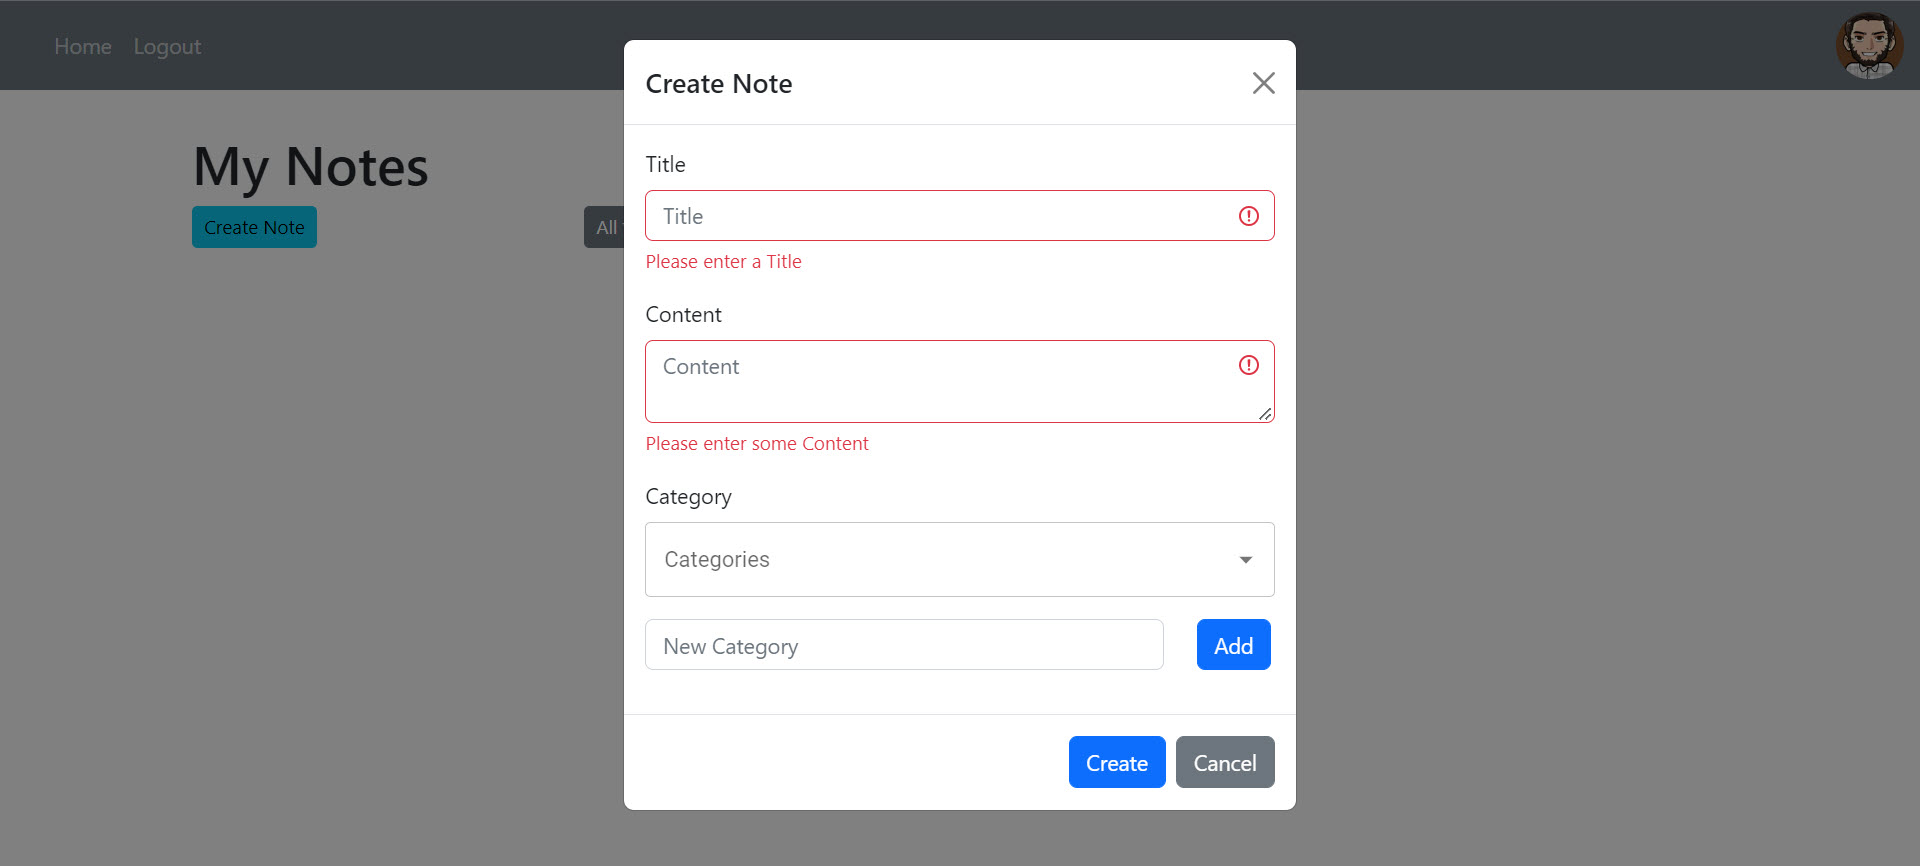 Home Logout
My Notes
Create Note
All
Create Note
Title
Title
Please enter a Title
Content
Content
Please enter some Content
Category
Categories
New Category
Add
Create
Cancel